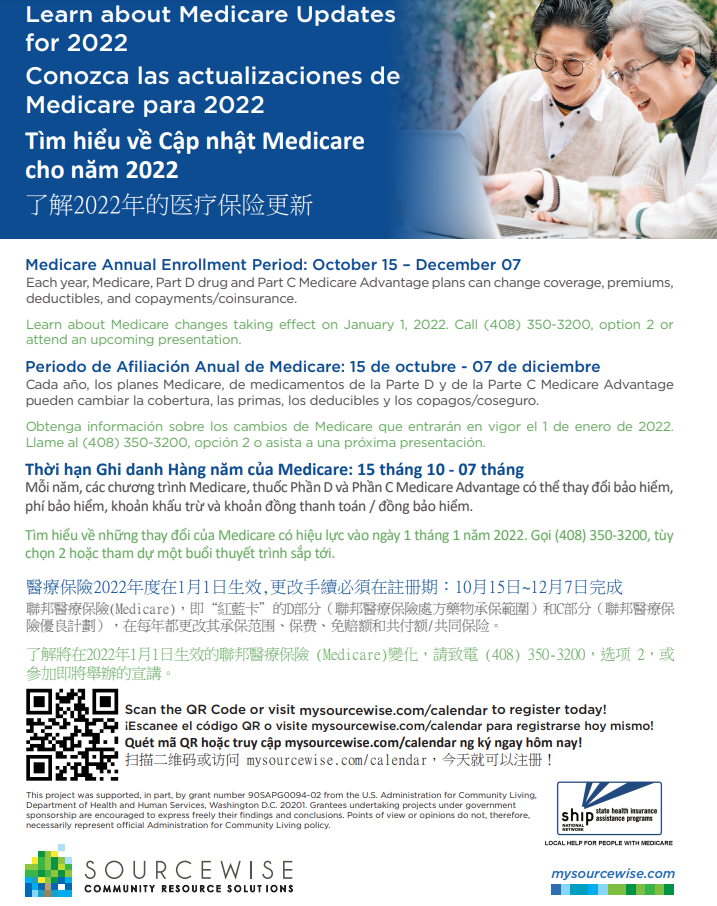 Learn about Medicare Updates
for 2022
Conozca las actualizaciones de
Medicare para 2022
Tìm hiểu về Cập nhật Medicare
cho năm 2022
了解2022年的医疗保险更新
Medicare Annual Enrollment Period: October 15 – December 07
Each year, Medicare, Part D drug and Part C Medicare Advantage plans can change coverage, premiums,
deductibles, and copayments/coinsurance.
Learn about Medicare changes taking effect on January 1, 2022. Call (408) 350-3200, option 2 or
attend an upcoming presentation.
Periodo de Afiliación Anual de Medicare: 15 de octubre - 07 de diciembre
Cada año, los planes Medicare, de medicamentos de la Parte D y de la Parte C Medicare Advantage
pueden cambiar la cobertura, las primas, los deducibles y los copagos/coseguro.
Obtenga información sobre los cambios de Medicare que entrarán en vigor el 1 de enero de 2022.
Llame al (408) 350-3200, opción 2 o asista a una próxima presentación.
Thời hạn Ghi danh Hàng năm của Medicare: 15 tháng 10 - 07 tháng
Mỗi năm, các chương trình Medicare, thuốc Phần D và Phần C Medicare Advantage có thể thay đổi bảo hiểm,
phí bảo hiểm, khoản khấu trừ và khoản đồng thanh toán / đồng bảo hiểm.
Tìm hiểu về những thay đổi của Medicare có hiệu lực vào ngày 1 tháng 1 năm 2022. Gọi (408) 350-3200, tùy
chọn 2 hoặc tham dự một buổi thuyết trình sắp tới.
醫療保險2022年度在1月1日生效,更改手續必須在註冊期：10月15日~12月7日完成
聯邦醫療保險(Medicare)，即“紅藍卡”的D部分（聯邦醫療保險處方藥物承保範圍）和C部分（聯邦醫療保
險優良計劃），在每年都更改其承保范围、保费、免赔额和共付额/共同保险。
了解將在2022年1月1日生效的聯邦醫療保險 (Medicare)變化，請致電 (408) 350-3200，选项 2，或
參加即將舉辦的宣講。
Scan the QR Code or visit mysourcewise.com/calendar to register today!
¡Escanee el código QR o visite mysourcewise.com/calendar para registrarse hoy mismo!
Quét mã QR hoặc truy cập mysourcewise.com/calendar ng ký ngay hôm nay!
扫描二维码或访问 mysourcewise.com/calendar，今天就可以注册！
This project was supported, in part, by grant number 90SAPG0094-02 from the U.S. Administration for Community Living,
Department of Health and Human Services, Washington D.C. 20201. Grantees undertaking projects under government
sponsorship are encouraged to express freely their findings and conclusions. Points of view or opinions do not, therefore,
necessarily represent official Administration for Community Living policy.
ship state health insurance
assistance programs
NATIONAL
NETWORK
LOCAL HELP FOR PEOPLE WITH MEDICARE
SOURCEWISE
COMMUNITY RESOURCE SOLUTIONS
mysourcewise.com